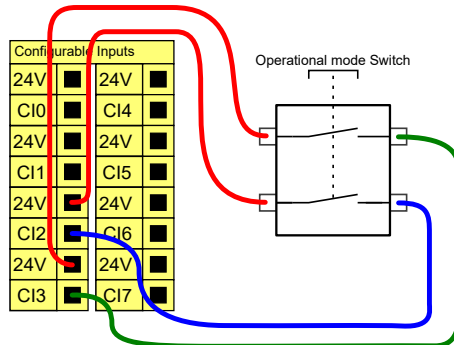 Configurable Inputs
Operational mode Switch
24V 24V
CI0 CI4
24V 24V
CI1 CI5
24V 24V
CI2 CI6
24V 24V
CI3 CI7